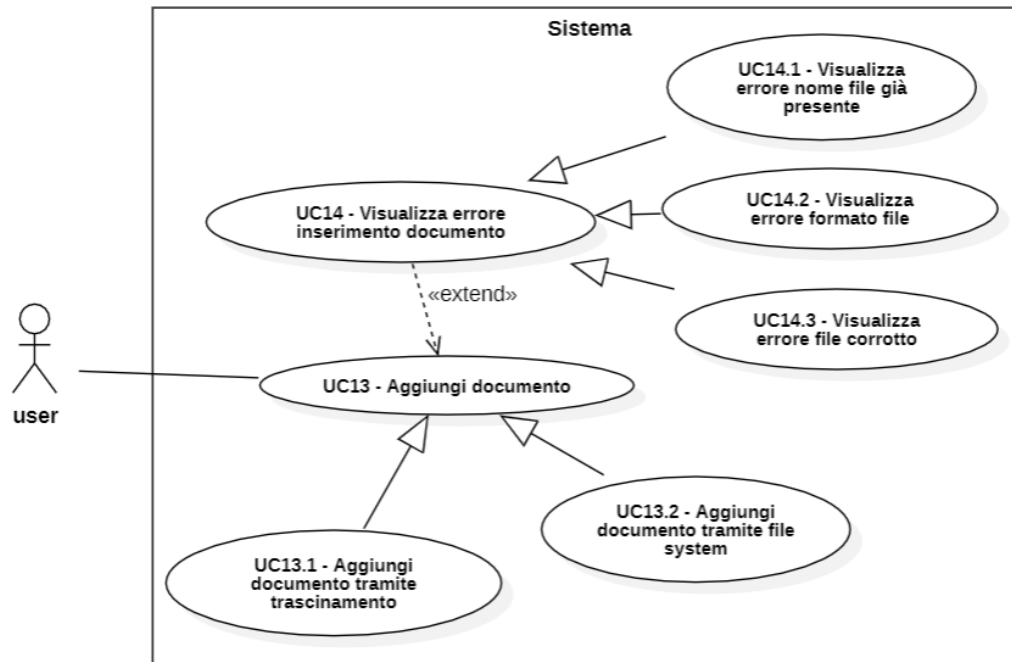 Sistema
UC14.1 - Visualizza
errore nome file già
presente
UC14 - Visualizza errore
inserimento documento
UC14.2 - Visualizza
errore formato file
«extend»
UC14.3 - Visualizza
errore file corrotto
user
UC13 - Aggiungi documento
UC13.1 - Aggiungi
documento tramite
trascinamento
UC13.2 - Aggiungi
documento tramite file
system